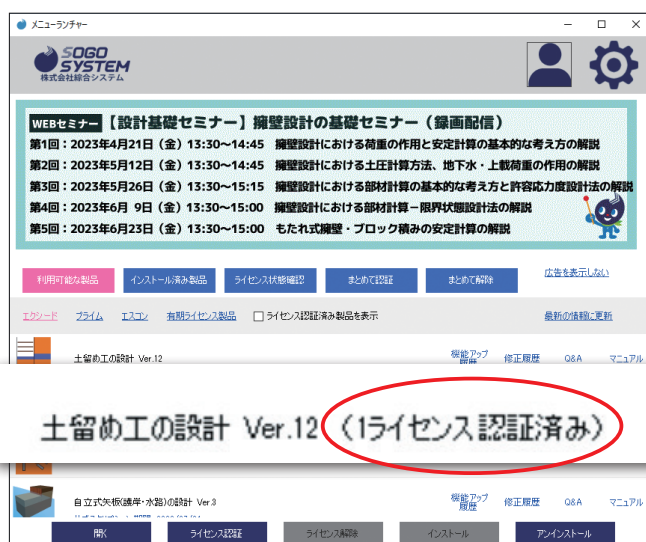 メニューランチャー
SOGO
SYSTEM
株式会社綜合システム
WEBセミナー 【設計基礎セミナー】擁壁設計の基礎セミナー(録画配信)
第1回:2023年4月21日(金)13:30~14:45 擁壁設計における荷重の作用と安定計算の基本的な考え方の解説
第2回:2023年5月12日(金)13:30~14:45 擁壁設計における土圧計算方法、地下水・上載荷重の作用の解説
第3回:2023年5月26日(金)13:30~15:15 擁壁設計における部材計算の基本的な考え方と許容応力度設計法の解説
第4回:2023年6月 9日(金)13:30~15:00 擁壁設計における部材計算-限界状態設計法の解説
第5回:2023年6月23日(金)13:30~15:00 もたれ式擁壁・ブロック積みの安定計算の解説
利用可能な製品 インストール済み製品 ライセンス状態確認 まとめて認証 まとめて解除 広告を表示しない
エクシード プライム エスコン 有期ライセンス製品 ライセンス認証済み製品を表示 最新の情報に更新
土留め工の設計 Ver.12 機能アップ履歴 修正履歴 Q&A マニュアル
土留め工の設計 Ver.12 (1ライセンス認証済み)
自立式矢板(護岸・水路)の設計 Ver.3 機能アップ履歴 修正履歴 Q&A マニュアル
開く ライセンス認証 ライセンス解除 インストール アンインストール